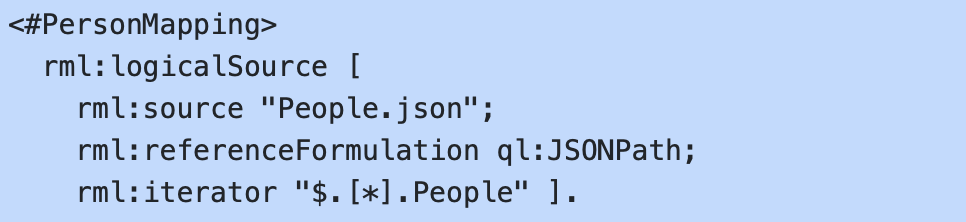 <#PersonMapping>
  rml:logicalSource [
    rml:source "People.json";
    rml:referenceFormulation ql:JSONPath;
    rml:iterator "$.[*].People" ].